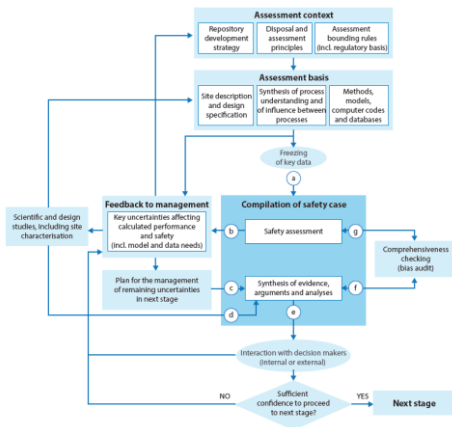 Assessment context
Repository
development
strategy
Disposal and
assessment
principles
Assessment
bounding rules
(incl. regulatory basis)
Assessment basis
Site description
and design
specification
Synthesis of process
understanding and
of influence between
processes
Methods,
models,
computer codes
and databases
Freezing
of key data
a
Feedback to management
Key uncertainties affecting
calculated performance
and safety
(incl. model and data needs)
Scientific and design
studies, including site
characterisation
Compilation of safety case
b
Safety assessment
g
Comprehensiveness
checking
(bias audit)
Plan for the management
of remaining uncertainties
in next stage
c
Synthesis of evidence,
arguments and analyses
f
d
e
Interaction with decision makers
(internal or external)
NO
Sufficient
confidence to proceed
to next stage?
YES
Next stage